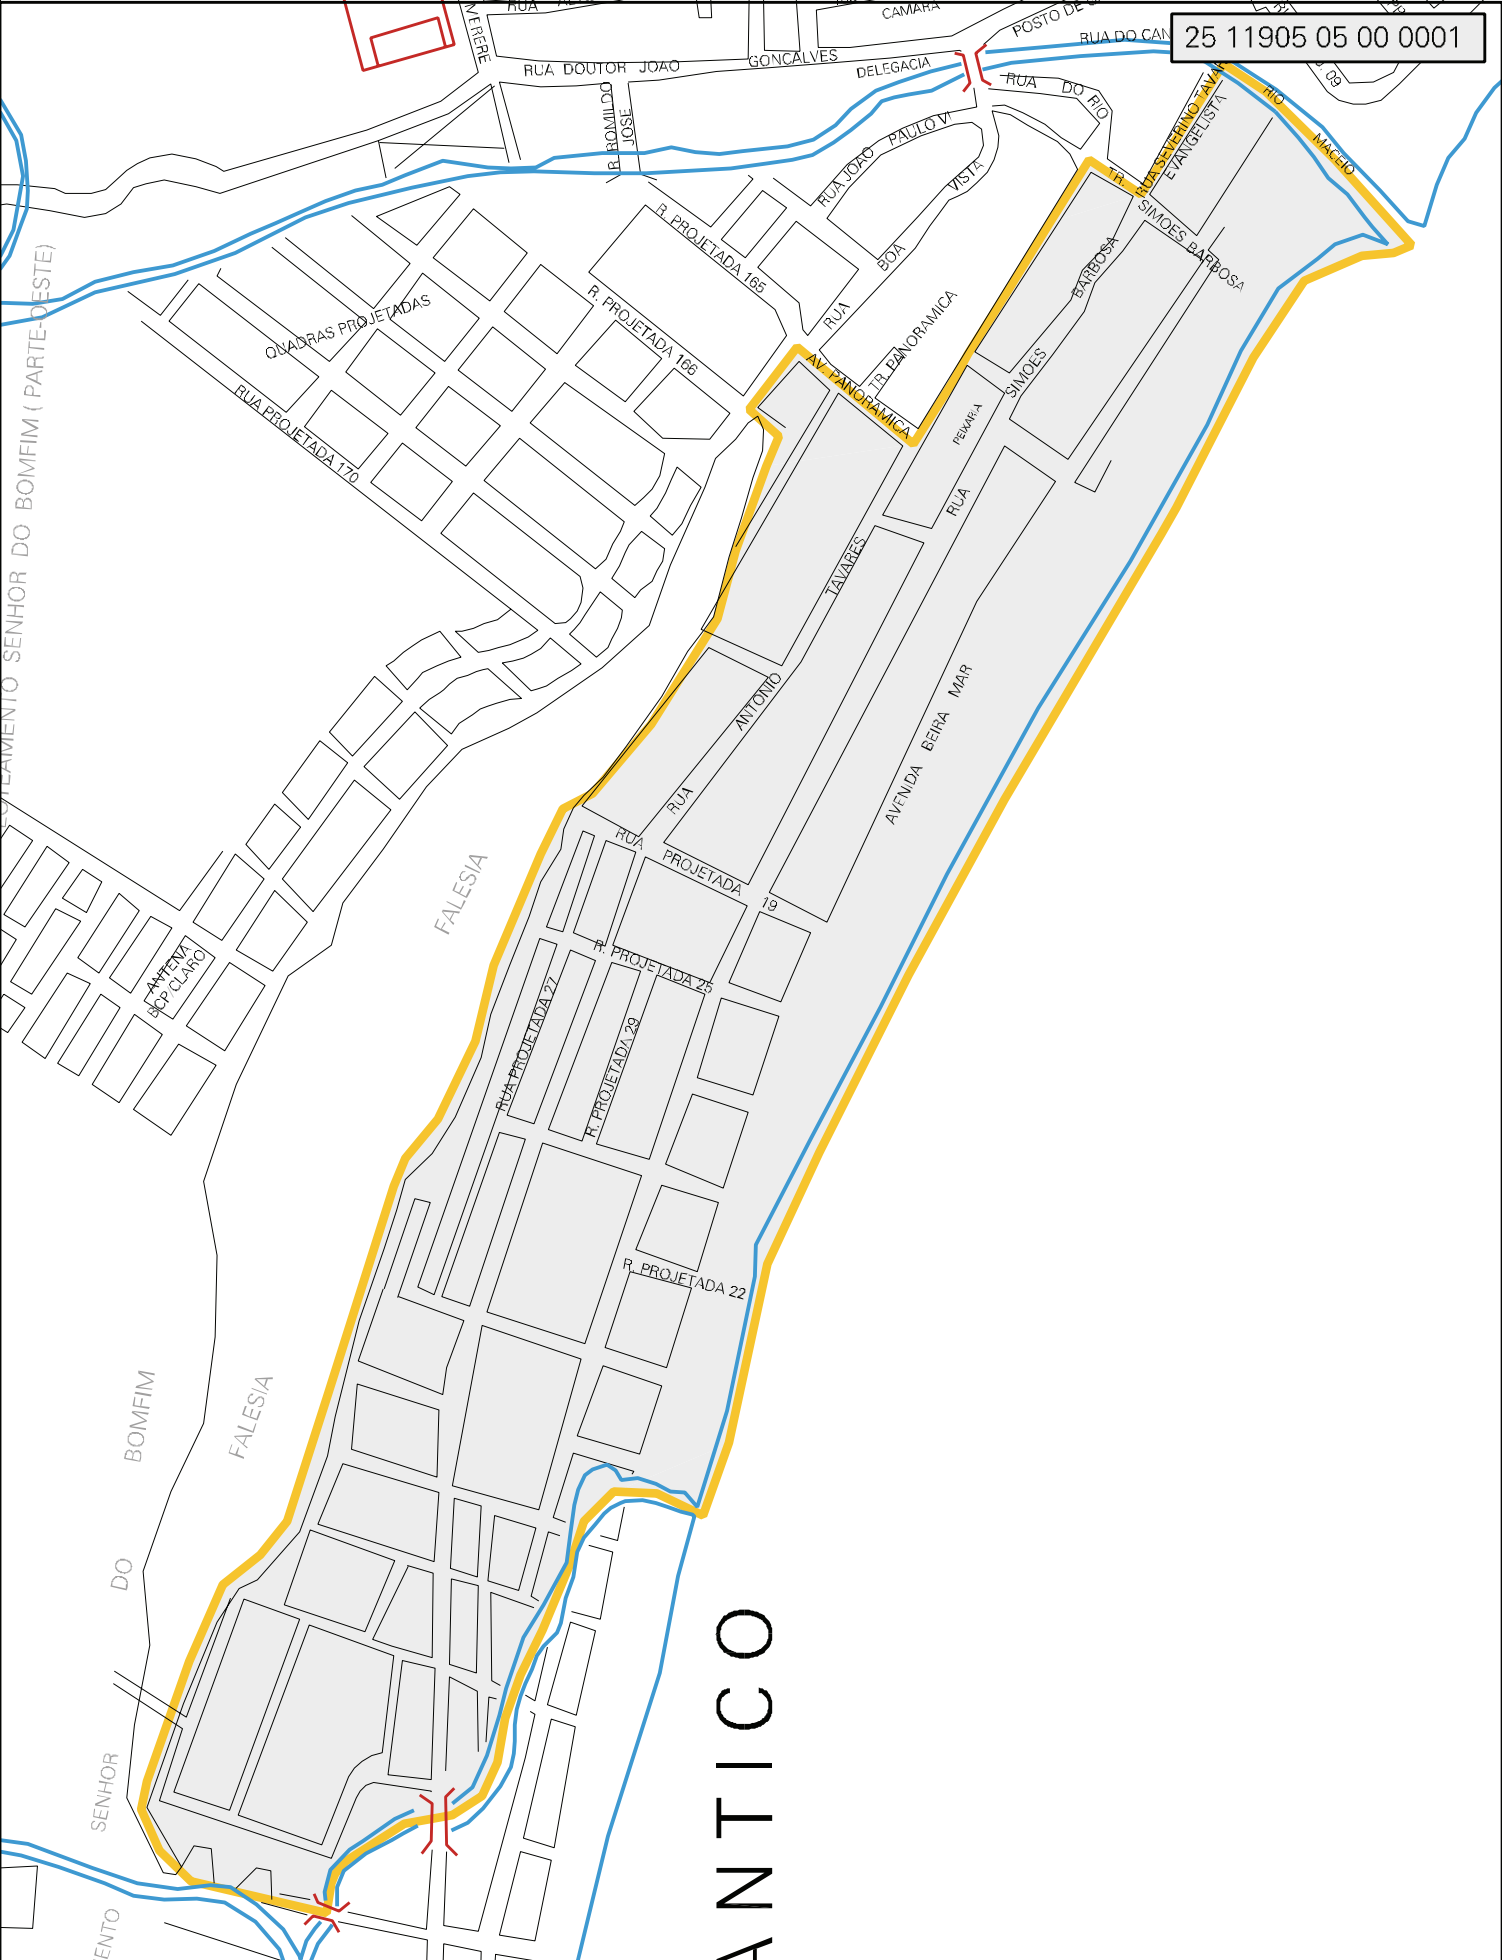 MERERE
RUA
CAMARA
POSTO DE
RUA DO CAN
25 11905 05 00 0001
RUA DOUTOR JOAO
GONCALVES
DELEGACIA
RUA DO RIO
RIO
MACEIO
R. ROMILDO
JOSE
RUA JOAO PAULO VI
RUA SEVERINO TAVAR
EVANGELISTA
TR. SIMOES BARBOSA
RUA BOA VISTA
R. PROJETADA 165
R. PROJETADA 166
QUADRAS PROJETADAS
RUA PROJETADA 170
TR. PANORAMICA
AV. PANORAMICA
PEIXARIA
RUA SIMOES BARBOSA
RUA ANTONIO TAVARES
AVENIDA BEIRA MAR
LOTEAMENTO SENHOR DO BOMFIM ( PARTE-OESTE)
RUA PROJETADA 19
FALESIA
ANTENA
BCP/CLARO
R. PROJETADA 25
RUA PROJETADA 27
R. PROJETADA 29
R. PROJETADA 22
FALESIA
ENTO SENHOR DO BOMFIM
ANTICO